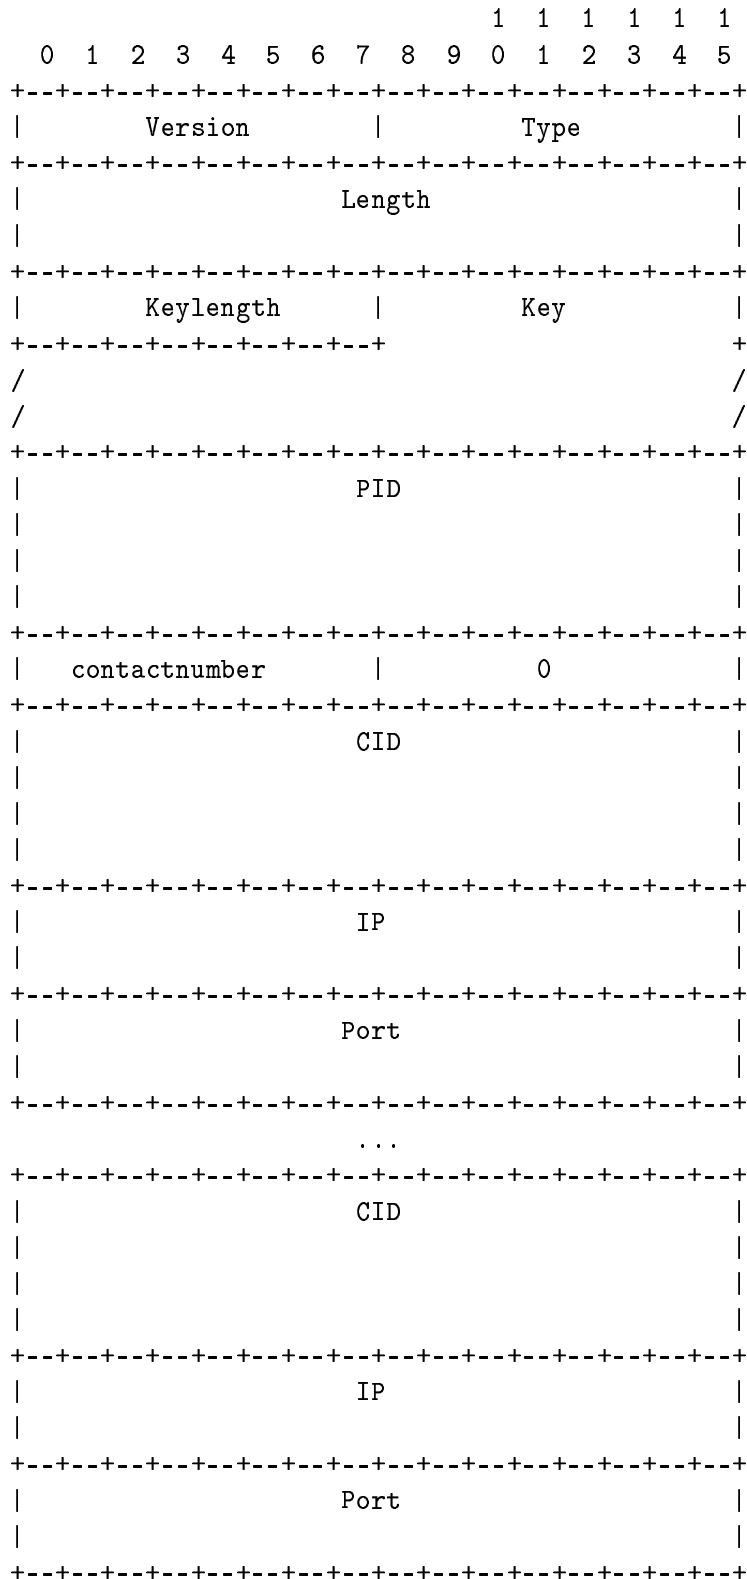 1  1  1  1  1  1
  0  1  2  3  4  5  6  7  8  9  0  1  2  3  4  5
+--+--+--+--+--+--+--+--+--+--+--+--+--+--+--+--+
|        Version        |         Type          |
+--+--+--+--+--+--+--+--+--+--+--+--+--+--+--+--+
|                     Length                    |
|                                               |
+--+--+--+--+--+--+--+--+--+--+--+--+--+--+--+--+
|        Keylength      |         Key           |
+--+--+--+--+--+--+--+--+                       +
/                                               /
/                                               /
+--+--+--+--+--+--+--+--+--+--+--+--+--+--+--+--+
|                      PID                      |
|                                               |
|                                               |
|                                               |
+--+--+--+--+--+--+--+--+--+--+--+--+--+--+--+--+
|   contactnumber       |          0            |
+--+--+--+--+--+--+--+--+--+--+--+--+--+--+--+--+
|                      CID                      |
|                                               |
|                                               |
|                                               |
+--+--+--+--+--+--+--+--+--+--+--+--+--+--+--+--+
|                      IP                       |
|                                               |
+--+--+--+--+--+--+--+--+--+--+--+--+--+--+--+--+
|                     Port                      |
|                                               |
+--+--+--+--+--+--+--+--+--+--+--+--+--+--+--+--+
                       ...
+--+--+--+--+--+--+--+--+--+--+--+--+--+--+--+--+
|                      CID                      |
|                                               |
|                                               |
|                                               |
+--+--+--+--+--+--+--+--+--+--+--+--+--+--+--+--+
|                      IP                       |
|                                               |
+--+--+--+--+--+--+--+--+--+--+--+--+--+--+--+--+
|                     Port                      |
|                                               |
+--+--+--+--+--+--+--+--+--+--+--+--+--+--+--+--+